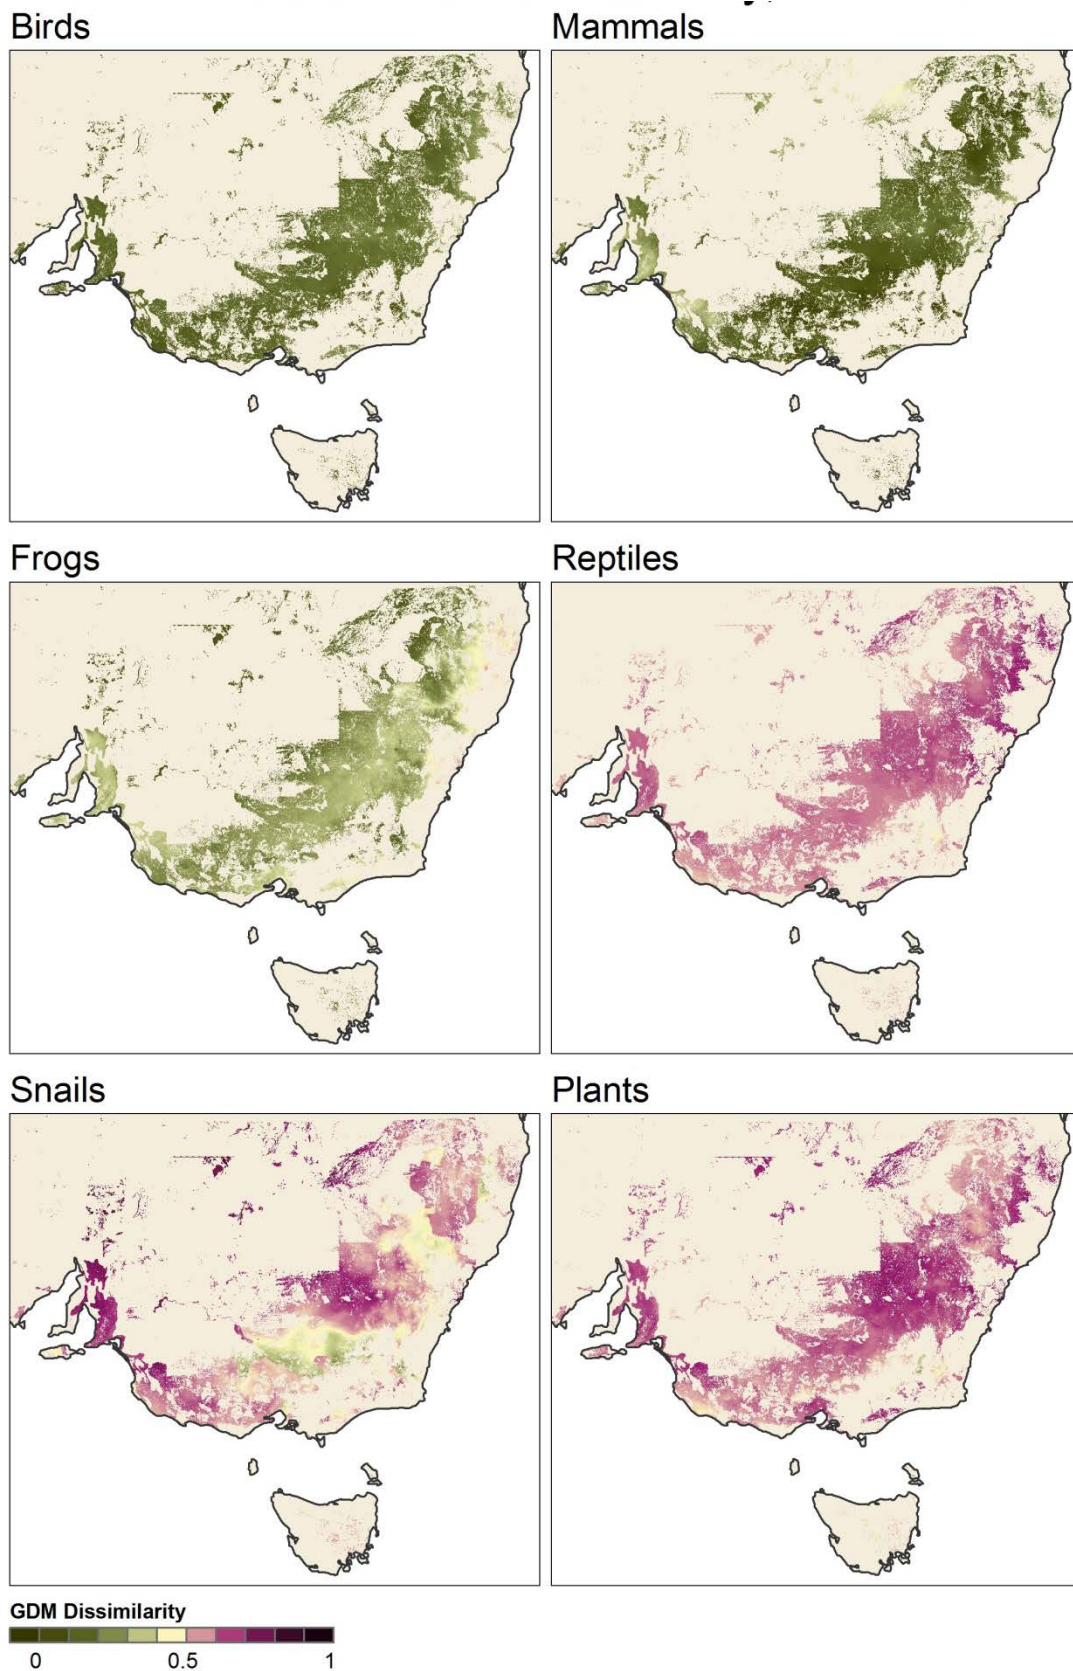 Birds
Mammals
Frogs
Reptiles
Snails
Plants
GDM Dissimilarity
0
0.5
1